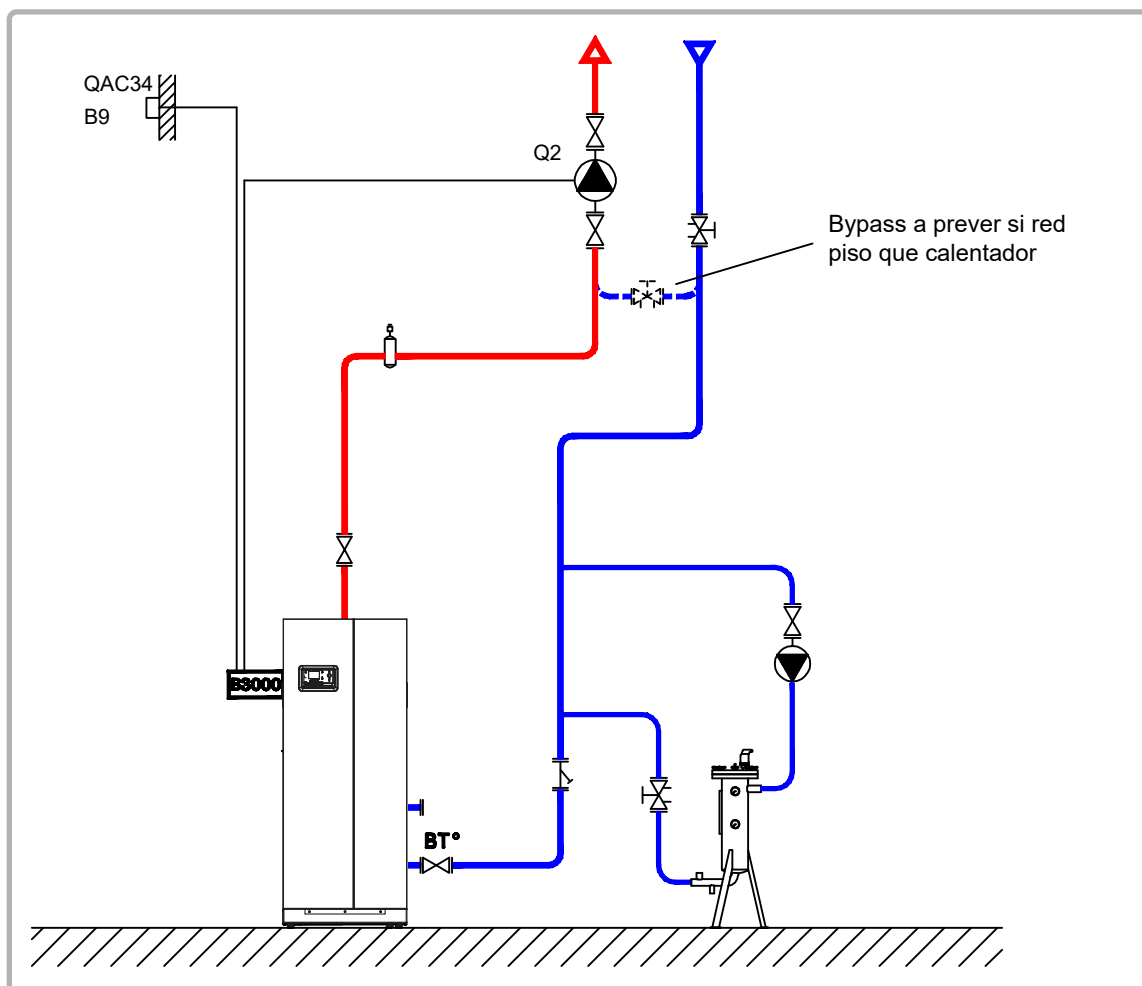 QAC34
B9
Q2
Bypass a prever si red
piso que calentador
B3000
BT°